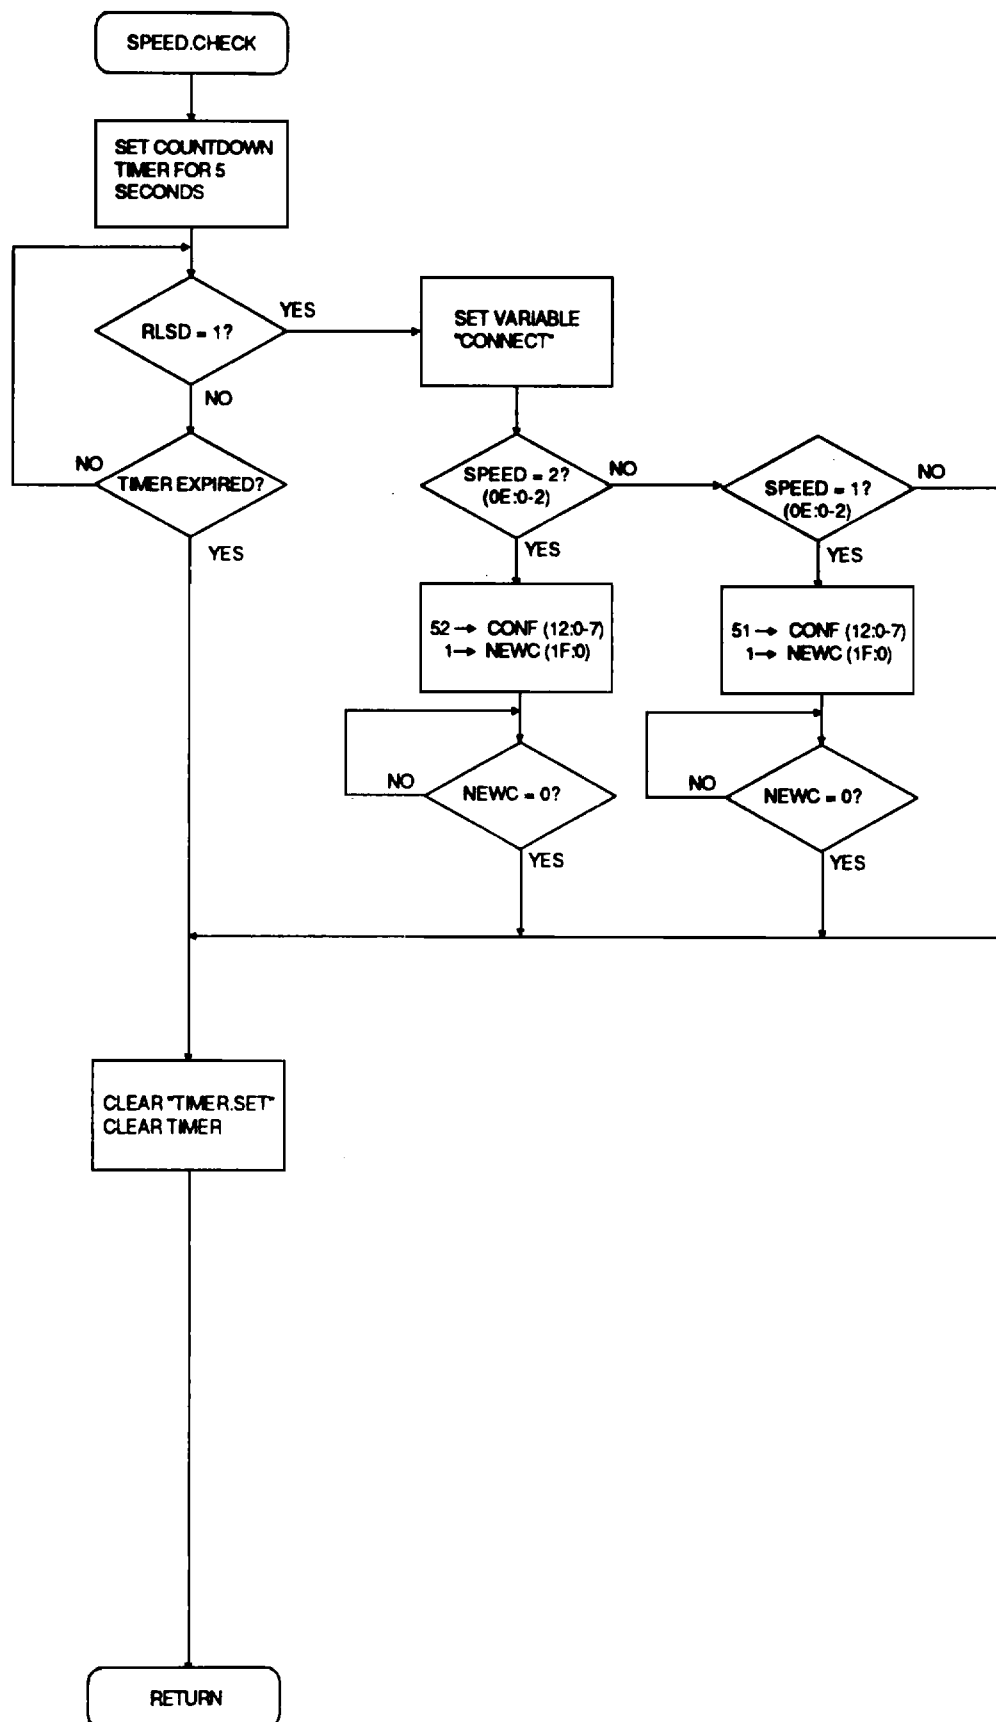 SPEED.CHECK
SET COUNTDOWN
TIMER FOR 5
SECONDS
RLSD = 1?
YES
NO
SET VARIABLE
"CONNECT"
TIMER EXPIRED?
NO
YES
SPEED = 2?
(0E:0-2)
NO
YES
SPEED = 1?
(0E:0-2)
NO
YES
52 → CONF (12:0-7)
1 → NEWC (1F:0)
51 → CONF (12:0-7)
1 → NEWC (1F:0)
NEWC = 0?
NO
YES
NEWC = 0?
NO
YES
CLEAR "TIMER.SET"
CLEAR TIMER
RETURN